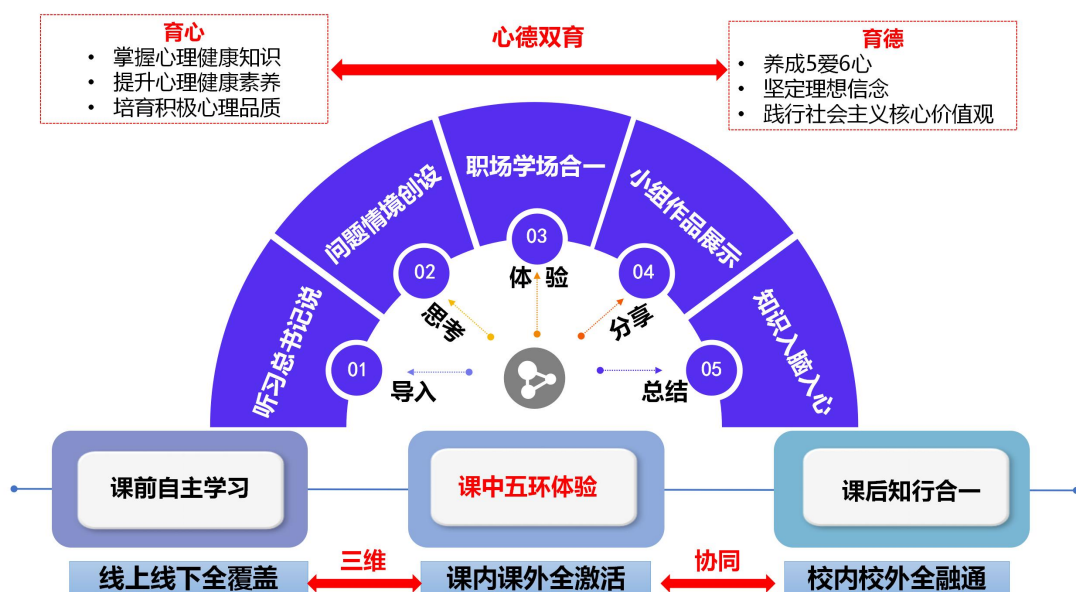 育心
• 掌握心理健康知识
• 提升心理健康素养
• 培育积极心理品质
心德双育
育德
• 养成5爱6心
• 坚定理想信念
• 践行社会主义核心价值观
听习总书记说
问题情境创设
职场学场合一
小组作品展示
知识入脑入心
01
02
03
04
05
导入
思考
体验
分享
总结
课前自主学习
课中五环体验
课后知行合一
线上线下全覆盖
三维
课内课外全激活
协同
校内校外全融通